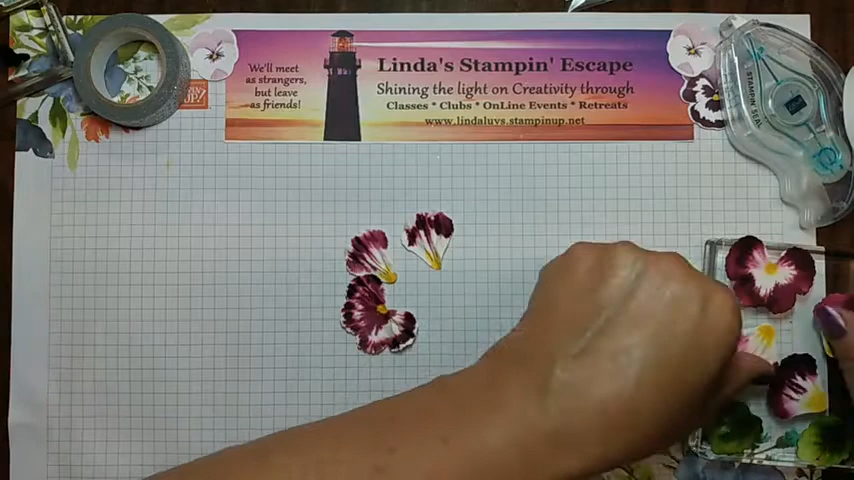 We'll meet
as strangers,
but leave
as friends!
Linda's Stampin' Escape
Shining the light on Creativity through
Classes * Clubs * OnLine Events * Retreats
www.lindaluvs.stampinup.net
STAMPIN' SEAL
UP!